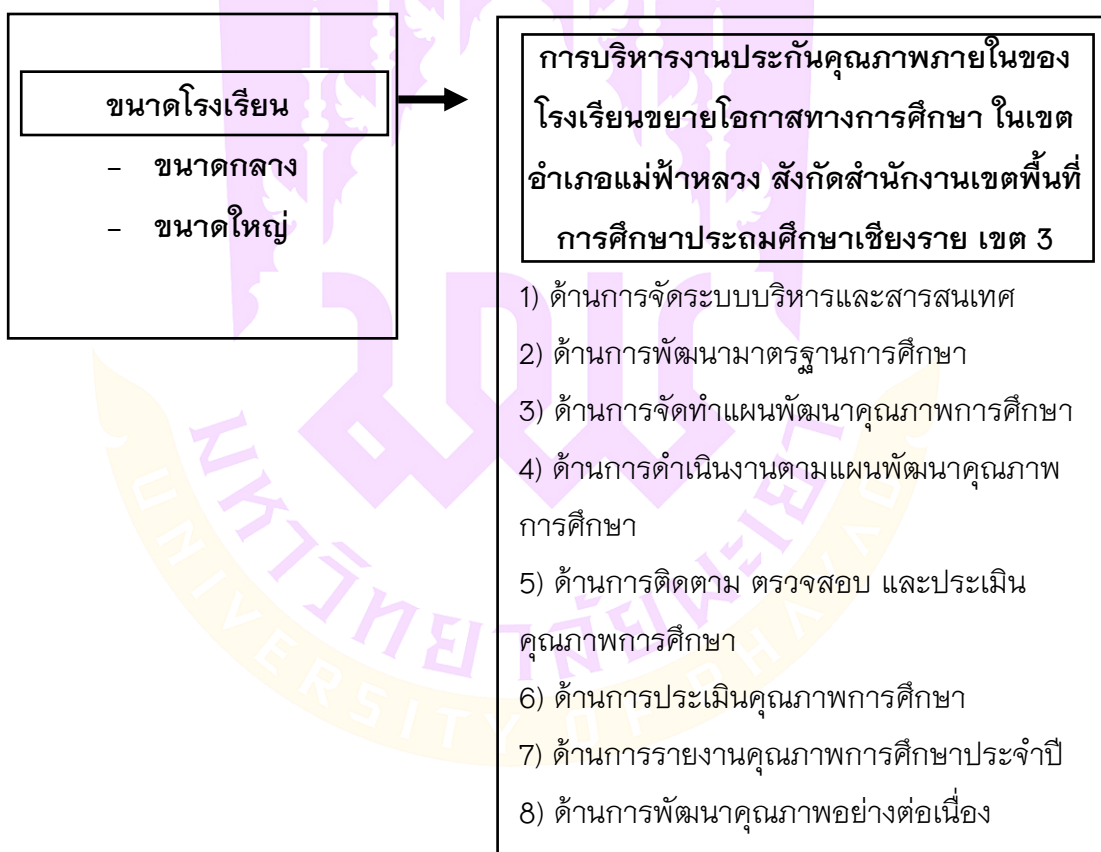 ขนาดโรงเรียน
– ขนาดกลาง
– ขนาดใหญ่
การบริหารงานประกันคุณภาพภายในของ
โรงเรียนขยายโอกาสทางการศึกษา ในเขต
อำเภอแม่ฟ้าหลวง สังกัดสำนักงานเขตพื้นที่
การศึกษาประถมศึกษาเชียงราย เขต 3
1) ด้านการจัดระบบบริหารและสารสนเทศ
2) ด้านการพัฒนามาตรฐานการศึกษา
3) ด้านการจัดทำแผนพัฒนาคุณภาพการศึกษา
4) ด้านการดำเนินงานตามแผนพัฒนาคุณภาพ
การศึกษา
5) ด้านการติดตาม ตรวจสอบ และประเมิน
คุณภาพการศึกษา
6) ด้านการประเมินคุณภาพการศึกษา
7) ด้านการรายงานคุณภาพการศึกษาประจำปี
8) ด้านการพัฒนาคุณภาพอย่างต่อเนื่อง
มหาวิทยาลัยพะเยา
UNIVERSITY OF PHAYAO